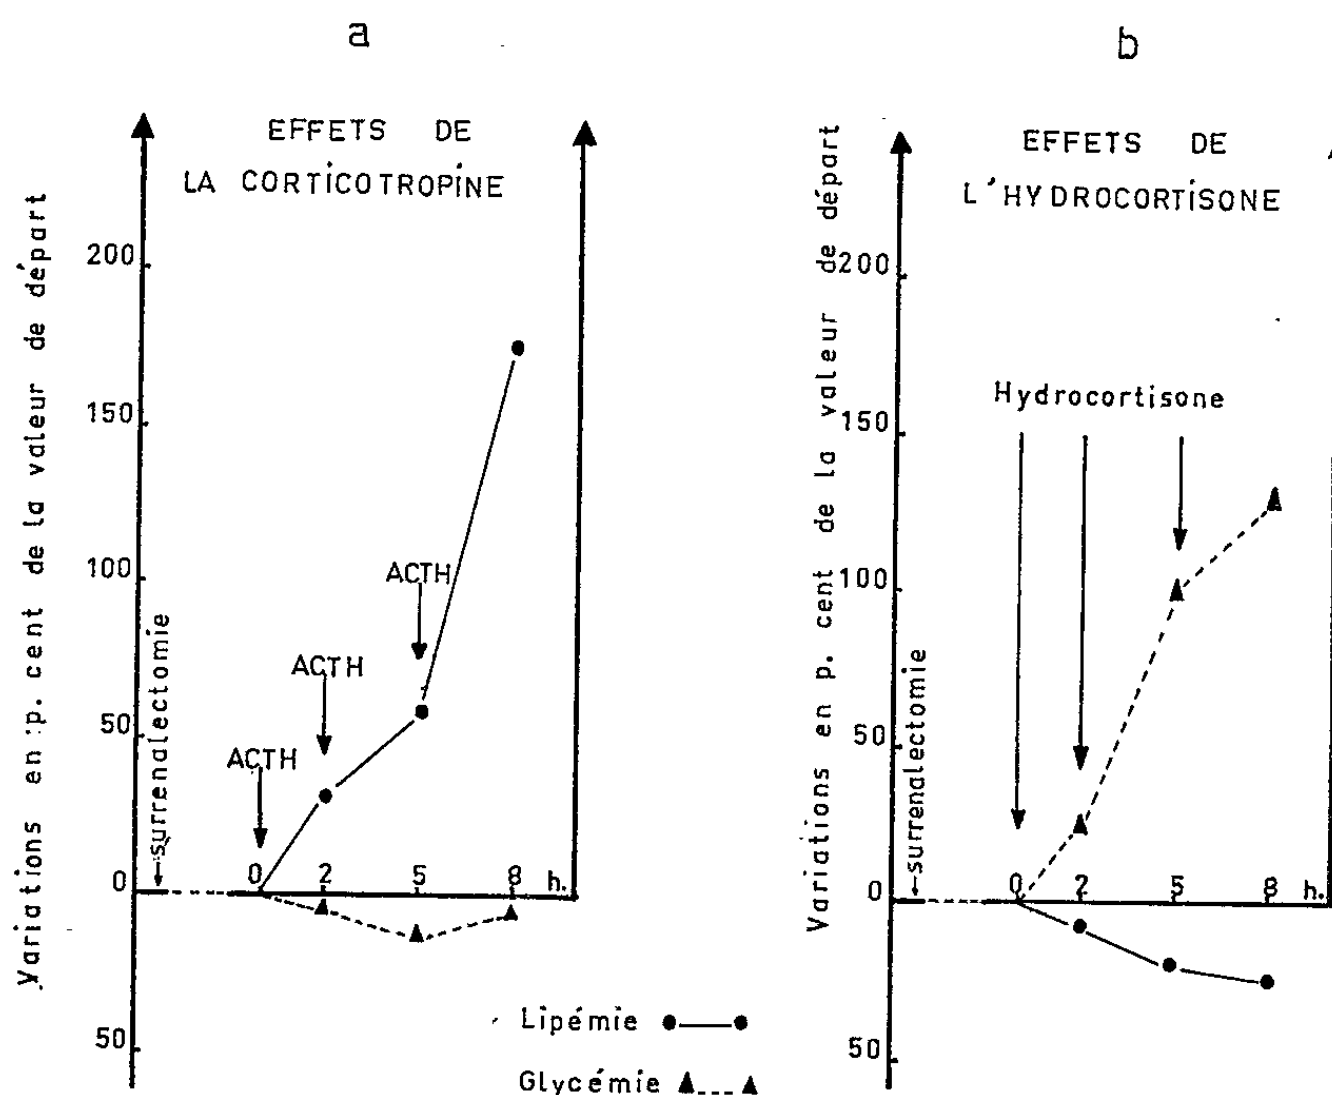 a
EFFETS DE
LA CORTICOTROPINE
Variations en p. cent de la valeur de départ
200
150
100
50
0
50
surrenalectomie
ACTH
ACTH
ACTH
0 2 5 8 h.
b
EFFETS DE
L'HYDROCORTISONE
Variations en p. cent de la valeur de départ
200
150
100
50
0
50
surrenalectomie
Hydrocortisone
0 2 5 8 h.
Lipémie
Glycémie